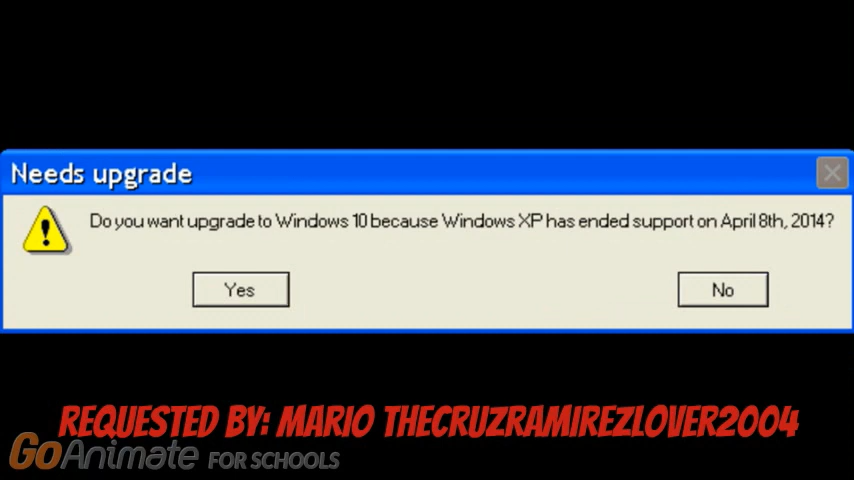 Needs upgrade
Do you want upgrade to Windows 10 because Windows XP has ended support on April 8th, 2014?
Yes No
REQUESTED BY: MARIO THECRUZRAMIREZLOVER2004
GoAnimate FOR SCHOOLS